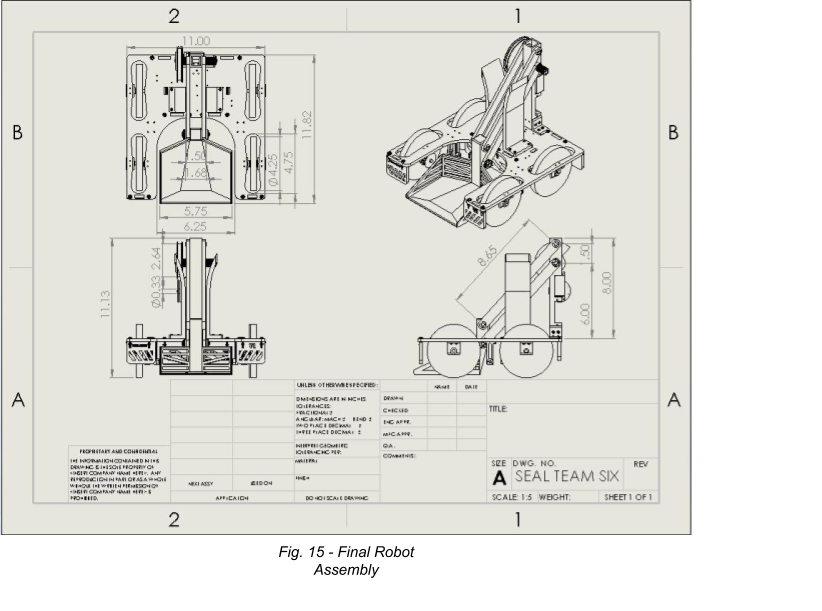 2
1
11.00
B
B
11.82
Ø4.25
4.75
.50
1.68
5.75
6.25
11.13
2.64
Ø0.33
8.65
.50
6.00
8.00
A
A
UNLESS OTHERWISE SPECIFIED:
NAME
DATE
DIMENSIONS ARE IN INCHES
TOLERANCES:
FRACTIONAL ±
ANGULAR: MACH ± BEND ±
TWO PLACE DECIMAL ±
THREE PLACE DECIMAL ±
DRAWN
CHECKED
ENG APPR.
MFG APPR.
TITLE:
INTERPRET GEOMETRIC
TOLERANCING PER:
Q.A.
COMMENTS:
MATERIAL
FINISH
PROPRIETARY AND CONFIDENTIAL
THE INFORMATION CONTAINED IN THIS
DRAWING IS THE SOLE PROPERTY OF
<INSERT COMPANY NAME HERE>. ANY
REPRODUCTION IN PART OR AS A WHOLE
WITHOUT THE WRITTEN PERMISSION OF
<INSERT COMPANY NAME HERE> IS
PROHIBITED.
NEXT ASSY
USED ON
APPLICATION
DO NOT SCALE DRAWING
SIZE DWG. NO.
REV
A SEAL TEAM SIX
SCALE: 1:5 WEIGHT:
SHEET 1 OF 1
2
1
Fig. 15 - Final Robot
Assembly